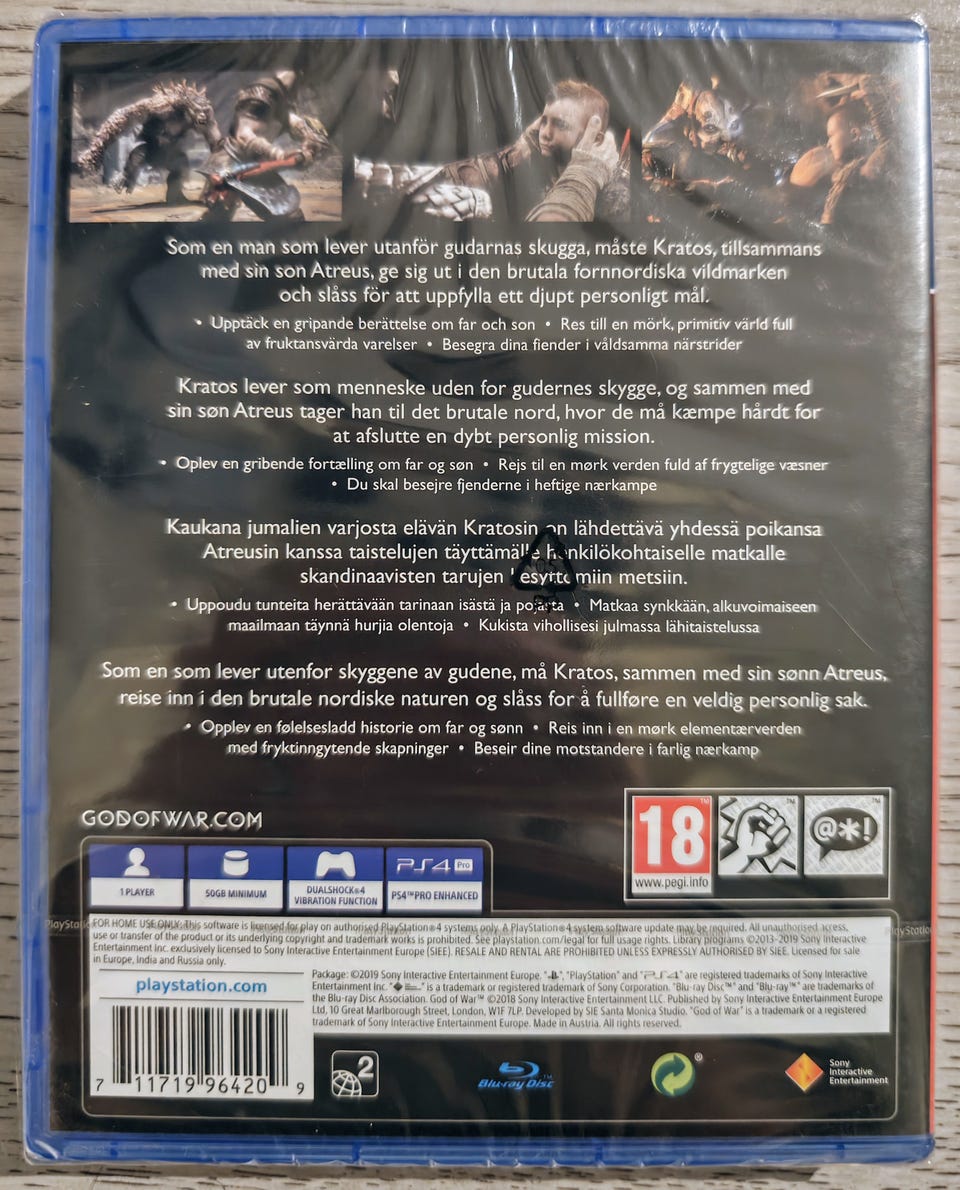 Som en man som lever utanför gudarnas skugga, måste Kratos, tillsammans
med sin son Atreus, ge sig ut i den brutala fornnordiska vildmarken
och slåss för att uppfylla ett djupt personligt mål.
• Upptäck en gripande berättelse om far och son • Res till en mörk, primitiv värld full
av fruktansvärda varelser • Besegra dina fiender i våldsamma närstrider
Kratos lever som menneske uden for gudernes skygge, og sammen med
sin søn Atreus tager han til det brutale nord, hvor de må kæmpe hårdt for
at afslutte en dybt personlig mission.
• Oplev en gribende fortælling om far og søn • Rejs til en mørk verden fuld af frygtelige væsner
• Du skal besejre fjenderne i heftige nærkampe
Kaukana jumalien varjosta elävän Kratosin on lähdettävä yhdessä poikansa
Atreusin kanssa taistelujen täyttämälle henkilökohtaiselle matkalle
skandinaavisten tarujen kesyttömiin metsiin.
• Uppoudu tunteita herättävään tarinaan isästä ja pojasta • Matkaa synkkään, alkuvoimaiseen
maailmaan täynnä hurjia olentoja • Kukista vihollisesi julmassa lähitaistelussa
Som en som lever utenfor skyggene av gudene, må Kratos, sammen med sin sønn Atreus,
reise inn i den brutale nordiske naturen og slåss for å fullføre en veldig personlig sak.
• Opplev en følelsesladd historie om far og sønn • Reis inn i en mørk elementærverden
med fryktinngytende skapninger • Beseir dine motstandere i farlig nærkamp
GODOFWAR.COM
18 @*!
www.pegi.info
PS4 Pro
1 PLAYER 50GB MINIMUM DUALSHOCK®4 VIBRATION FUNCTION PS4™PRO ENHANCED
FOR HOME USE ONLY: This software is licensed for play on authorised PlayStation®4 systems only. A PlayStation®4 system software update may be required. All unauthorised access,
use or transfer of the product or its underlying copyright and trademark works is prohibited. See playstation.com/legal for full usage rights. Library programs ©2013-2019 Sony Interactive
Entertainment Inc. exclusively licensed to Sony Interactive Entertainment Europe (SIEE). RESALE AND RENTAL ARE PROHIBITED UNLESS EXPRESSLY AUTHORISED BY SIEE. Licensed for sale
in Europe, India and Russia only.
playstation.com
Package: ©2019 Sony Interactive Entertainment Europe. "", "PlayStation" and "PS4" are registered trademarks of Sony Interactive
Entertainment Inc. "" is a trademark or registered trademark of Sony Corporation. "Blu-ray Disc™" and "Blu-ray™" are trademarks of
the Blu-ray Disc Association. God of War™ ©2018 Sony Interactive Entertainment LLC. Published by Sony Interactive Entertainment Europe
Ltd, 10 Great Marlborough Street, London, W1F 7LP. Developed by SIE Santa Monica Studio. "God of War" is a trademark or a registered
trademark of Sony Interactive Entertainment Europe. Made in Austria. All rights reserved.
7 11719 96420 9
2
Blu-ray Disc
Sony
Interactive
Entertainment